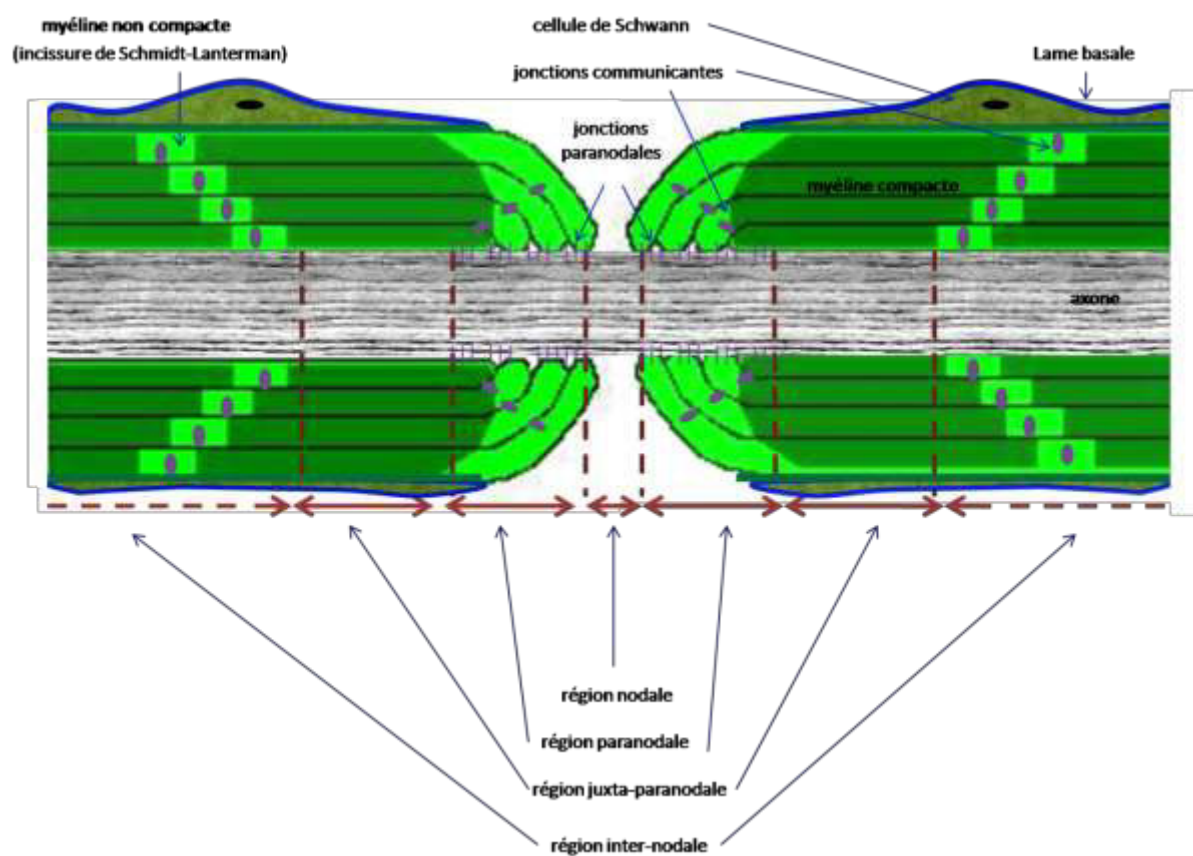 myéline non compacte
(incissure de Schmidt-Lanterman)
cellule de Schwann
jonctions communicantes
Lame basale
jonctions
paranodales
myéline compacte
axone
région nodale
région paranodale
région juxta-paranodale
région inter-nodale